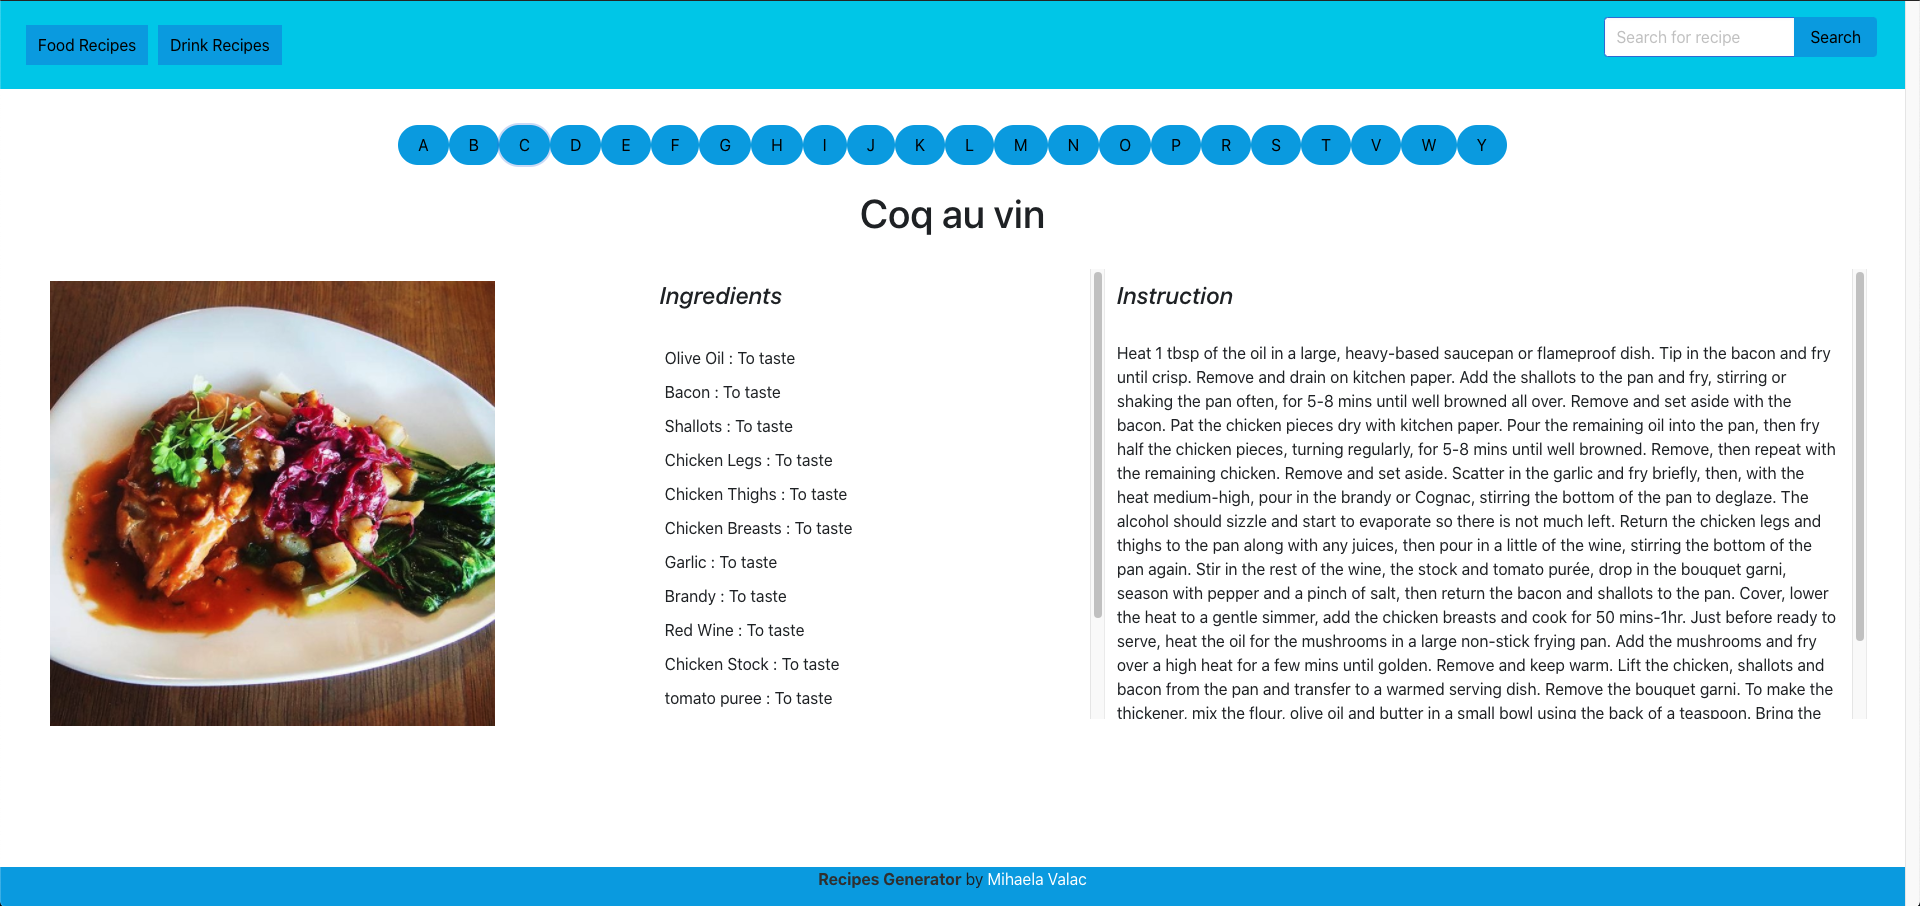 Food Recipes
Drink Recipes
Search for recipe
Search
A B C D E F G H I J K L M N O P R S T V W Y
Coq au vin
Ingredients
Olive Oil : To taste
Bacon : To taste
Shallots : To taste
Chicken Legs : To taste
Chicken Thighs : To taste
Chicken Breasts : To taste
Garlic : To taste
Brandy : To taste
Red Wine : To taste
Chicken Stock : To taste
tomato puree : To taste
Instruction
Heat 1 tbsp of the oil in a large, heavy-based saucepan or flameproof dish. Tip in the bacon and fry
until crisp. Remove and drain on kitchen paper. Add the shallots to the pan and fry, stirring or
shaking the pan often, for 5-8 mins until well browned all over. Remove and set aside with the
bacon. Pat the chicken pieces dry with kitchen paper. Pour the remaining oil into the pan, then fry
half the chicken pieces, turning regularly, for 5-8 mins until well browned. Remove, then repeat with
the remaining chicken. Remove and set aside. Scatter in the garlic and fry briefly, then, with the
heat medium-high, pour in the brandy or Cognac, stirring the bottom of the pan to deglaze. The
alcohol should sizzle and start to evaporate so there is not much left. Return the chicken legs and
thighs to the pan along with any juices, then pour in a little of the wine, stirring the bottom of the
pan again. Stir in the rest of the wine, the stock and tomato purée, drop in the bouquet garni,
season with pepper and a pinch of salt, then return the bacon and shallots to the pan. Cover, lower
the heat to a gentle simmer, add the chicken breasts and cook for 50 mins-1hr. Just before ready to
serve, heat the oil for the mushrooms in a large non-stick frying pan. Add the mushrooms and fry
over a high heat for a few mins until golden. Remove and keep warm. Lift the chicken, shallots and
bacon from the pan and transfer to a warmed serving dish. Remove the bouquet garni. To make the
thickener, mix the flour, olive oil and butter in a small bowl using the back of a teaspoon. Bring the
Recipes Generator by Mihaela Valac